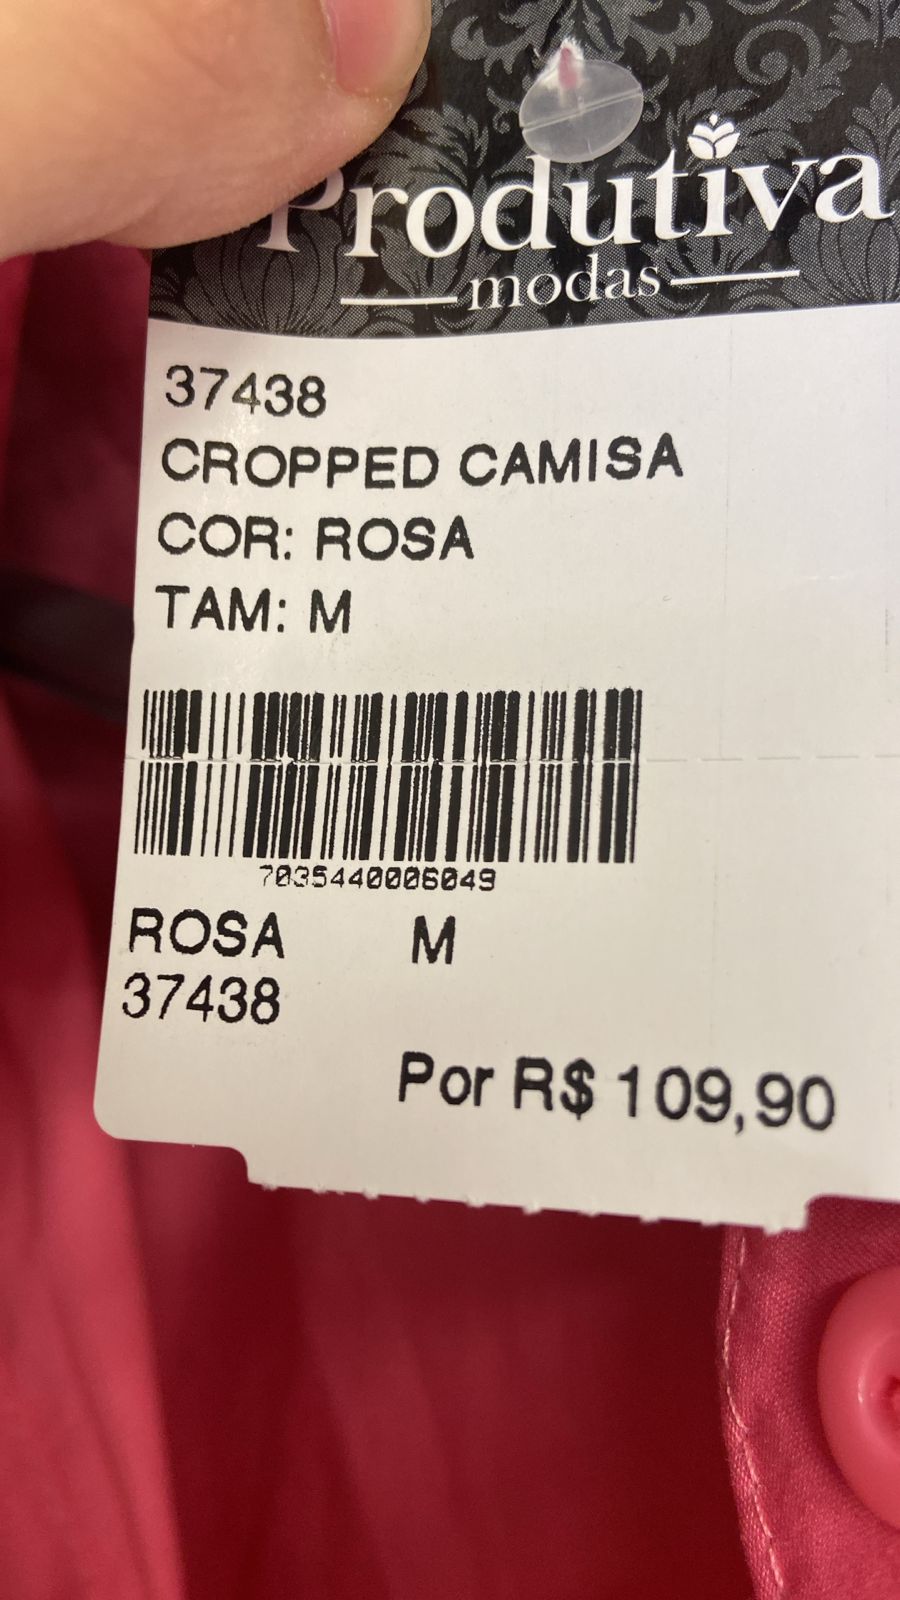 Produtiva
modas
37438
CROPPED CAMISA
COR: ROSA
TAM: M
7035440006049
ROSA M
37438
Por R$ 109,90